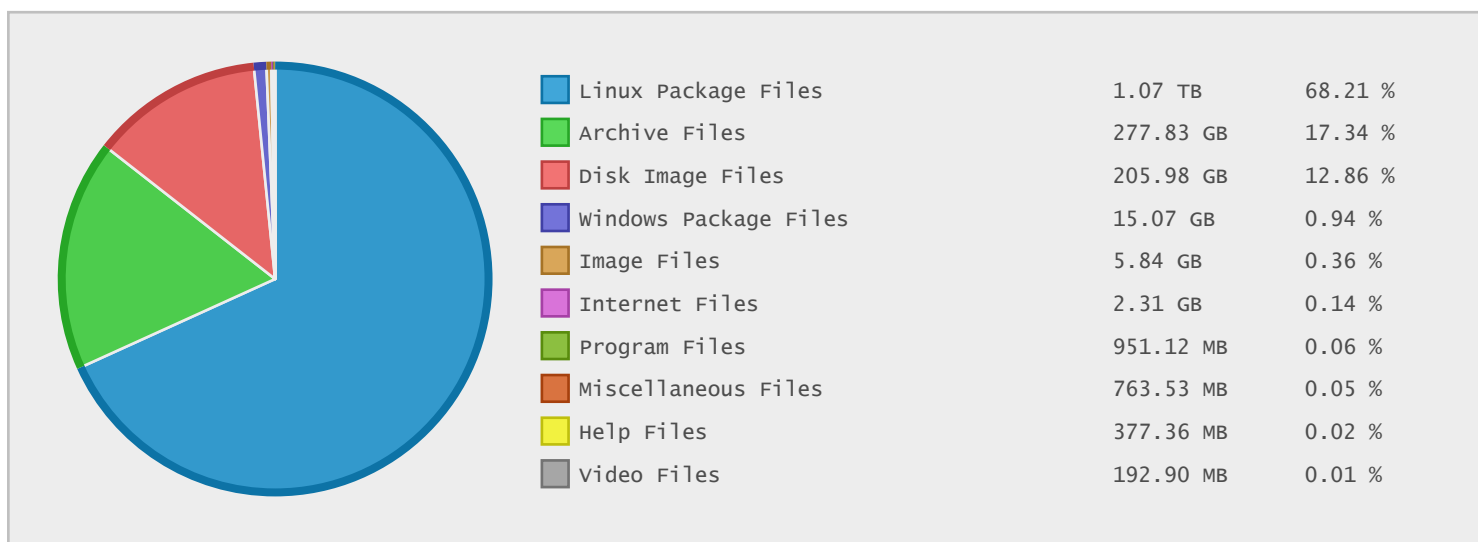 Linux Package Files 1.07 TB 68.21 %
Archive Files 277.83 GB 17.34 %
Disk Image Files 205.98 GB 12.86 %
Windows Package Files 15.07 GB 0.94 %
Image Files 5.84 GB 0.36 %
Internet Files 2.31 GB 0.14 %
Program Files 951.12 MB 0.06 %
Miscellaneous Files 763.53 MB 0.05 %
Help Files 377.36 MB 0.02 %
Video Files 192.90 MB 0.01 %